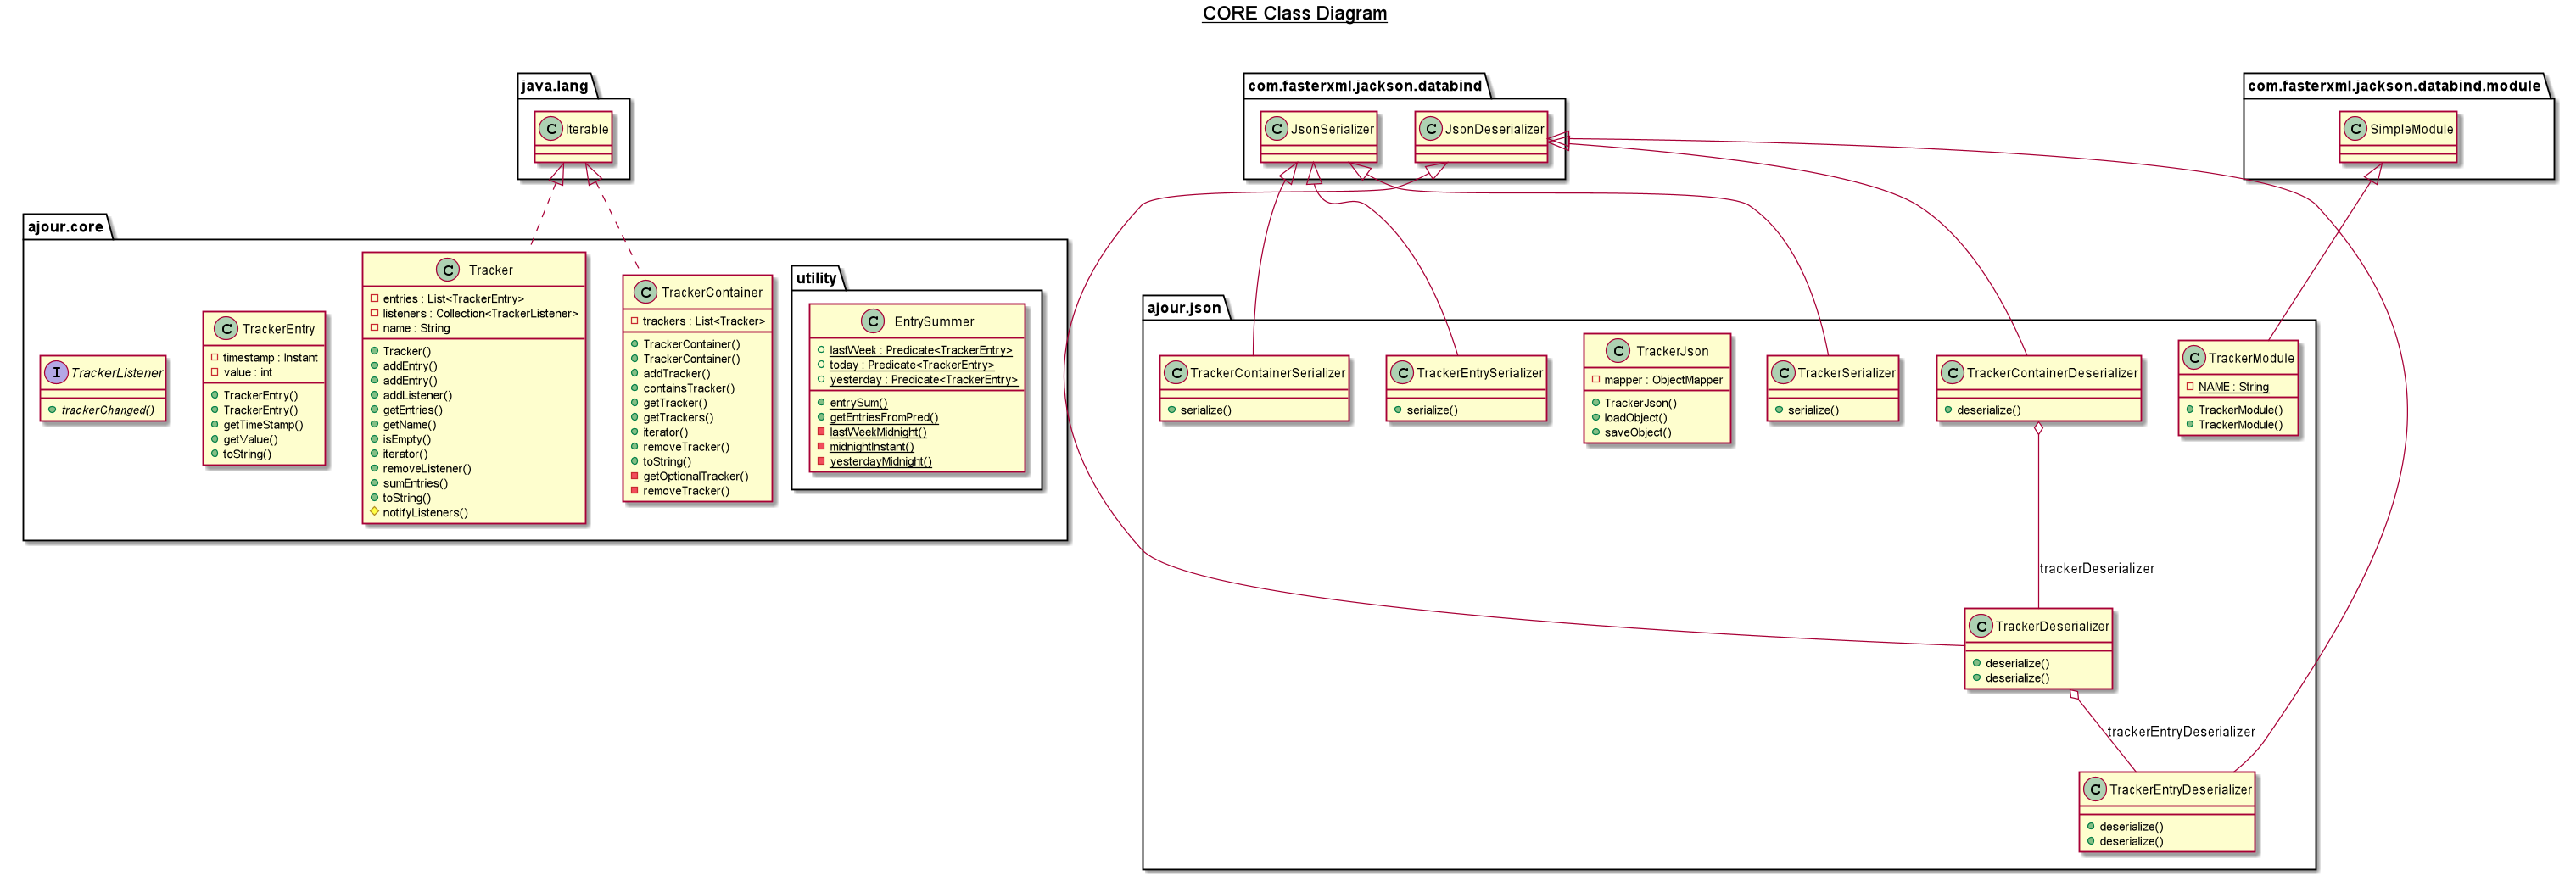 CORE Class Diagram
java.lang
C Iterable
com.fasterxml.jackson.databind
C JsonSerializer
C JsonDeserializer
com.fasterxml.jackson.databind.module
C SimpleModule
ajour.core
I TrackerListener
trackerChanged()
C TrackerEntry
timestamp : Instant
value : int
TrackerEntry()
TrackerEntry()
getTimeStamp()
getValue()
toString()
C Tracker
entries : List<TrackerEntry>
listeners : Collection<TrackerListener>
name : String
Tracker()
addEntry()
addEntry()
addListener()
getEntries()
getName()
isEmpty()
iterator()
removeListener()
sumEntries()
toString()
notifyListeners()
C TrackerContainer
trackers : List<Tracker>
TrackerContainer()
TrackerContainer()
addTracker()
containsTracker()
getTracker()
getTrackers()
iterator()
removeTracker()
toString()
getOptionalTracker()
removeTracker()
utility
C EntrySummer
lastWeek : Predicate<TrackerEntry>
today : Predicate<TrackerEntry>
yesterday : Predicate<TrackerEntry>
entrySum()
getEntriesFromPred()
lastWeekMidnight()
midnightInstant()
yesterdayMidnight()
ajour.json
C TrackerContainerSerializer
serialize()
C TrackerEntrySerializer
serialize()
C TrackerJson
mapper : ObjectMapper
TrackerJson()
loadObject()
saveObject()
C TrackerSerializer
serialize()
C TrackerContainerDeserializer
deserialize()
C TrackerModule
NAME : String
TrackerModule()
TrackerModule()
trackerDeserializer
C TrackerDeserializer
deserialize()
deserialize()
trackerEntryDeserializer
C TrackerEntryDeserializer
deserialize()
deserialize()